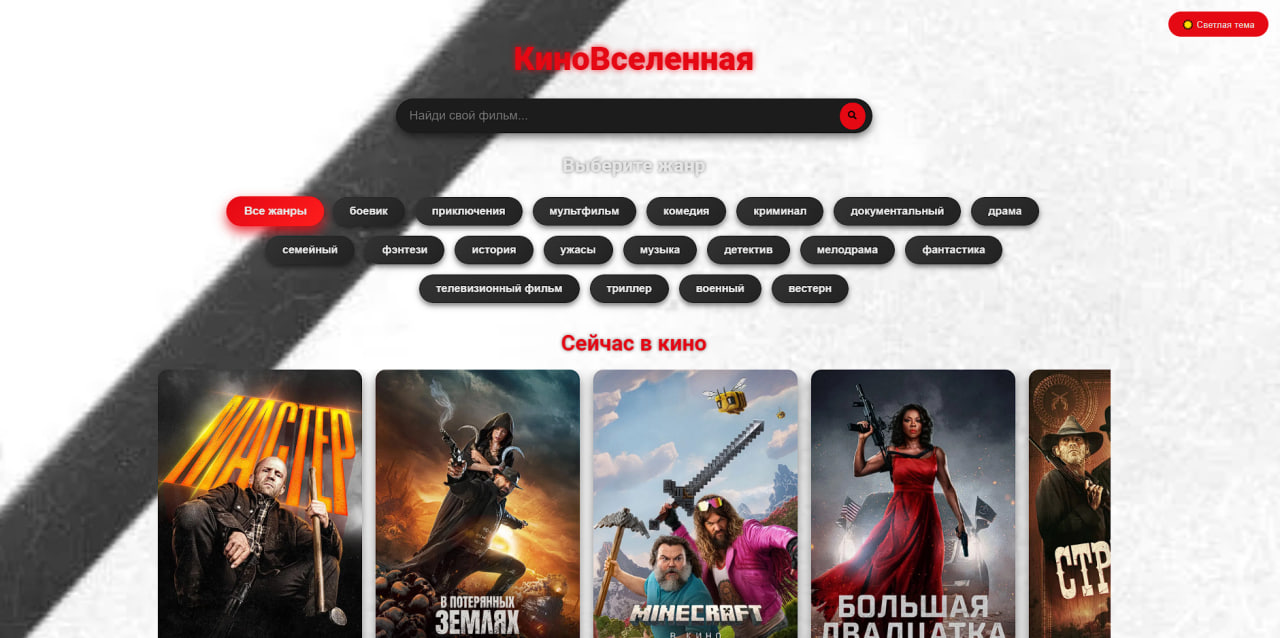 Светлая тема
КиноВселенная
Найди свой фильм...
Выберите жанр
Все жанры боевик приключения мультфильм комедия криминал документальный драма
семейный фэнтези история ужасы музыка детектив мелодрама фантастика
телевизионный фильм триллер военный вестерн
Сейчас в кино
МАСТЕР
В ПОТЕРЯННЫХ
ЗЕМЛЯХ
MINECRAFT
В КИНО
БОЛЬШАЯ
ДВАДЦАТКА
СТР